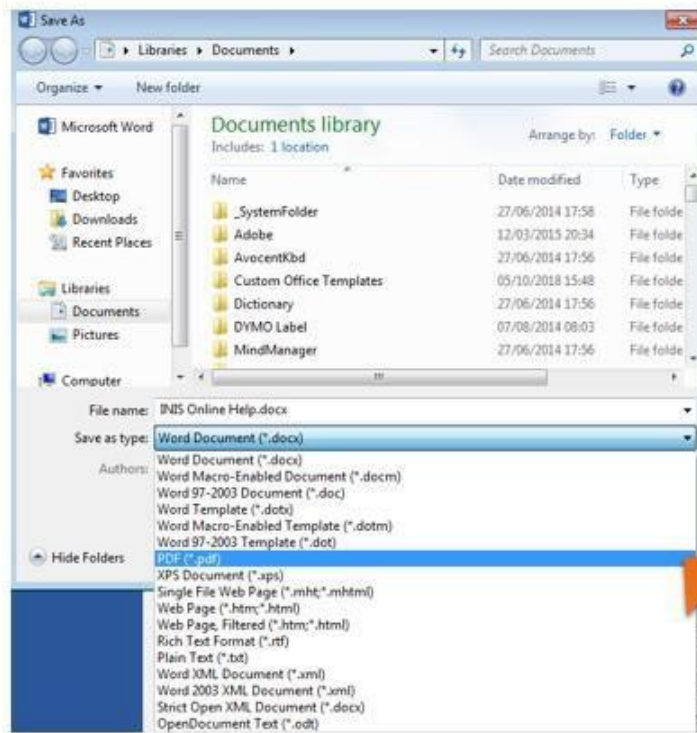 Save As
Libraries ▸ Documents ▸
Search Documents
Organize
New folder
Microsoft Word
Favorites
Desktop
Downloads
Recent Places
Libraries
Documents
Pictures
Computer
Documents library
Includes: 1 location
Arrange by: Folder
Name Date modified Type
_SystemFolder 27/06/2014 17:58 File folde
Adobe 12/03/2015 20:34 File folde
AvocentKbd 27/06/2014 17:56 File folde
Custom Office Templates 05/10/2018 15:48 File folde
Dictionary 27/06/2014 17:56 File folde
DYMO Label 07/08/2014 08:03 File folde
MindManager 27/06/2014 17:56 File folde
File name: INIS Online Help.docx
Save as type: Word Document (*.docx)
Authors:
Word Document (*.docx)
Word Macro-Enabled Document (*.docm)
Word 97-2003 Document (*.doc)
Word Template (*.dotx)
Word Macro-Enabled Template (*.dotm)
Word 97-2003 Template (*.dot)
PDF (*.pdf)
XPS Document (*.xps)
Single File Web Page (*.mht;*.mhtml)
Web Page (*.htm;*.html)
Web Page, Filtered (*.htm;*.html)
Rich Text Format (*.rtf)
Plain Text (*.txt)
Word XML Document (*.xml)
Word 2003 XML Document (*.xml)
Strict Open XML Document (*.docx)
OpenDocument Text (*.odt)
Hide Folders